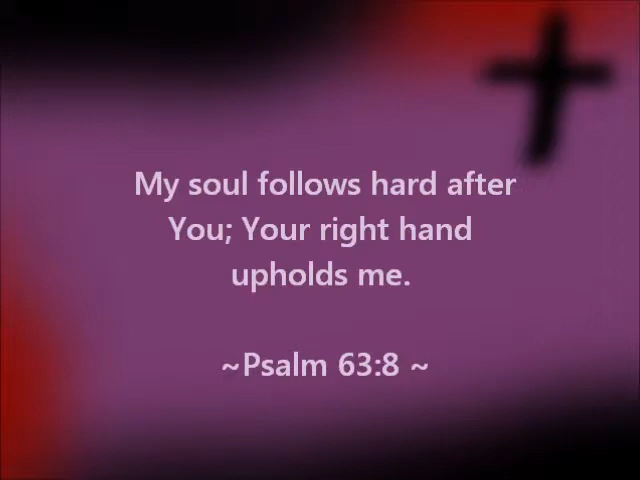 My soul follows hard after
You; Your right hand
upholds me.
~Psalm 63:8 ~